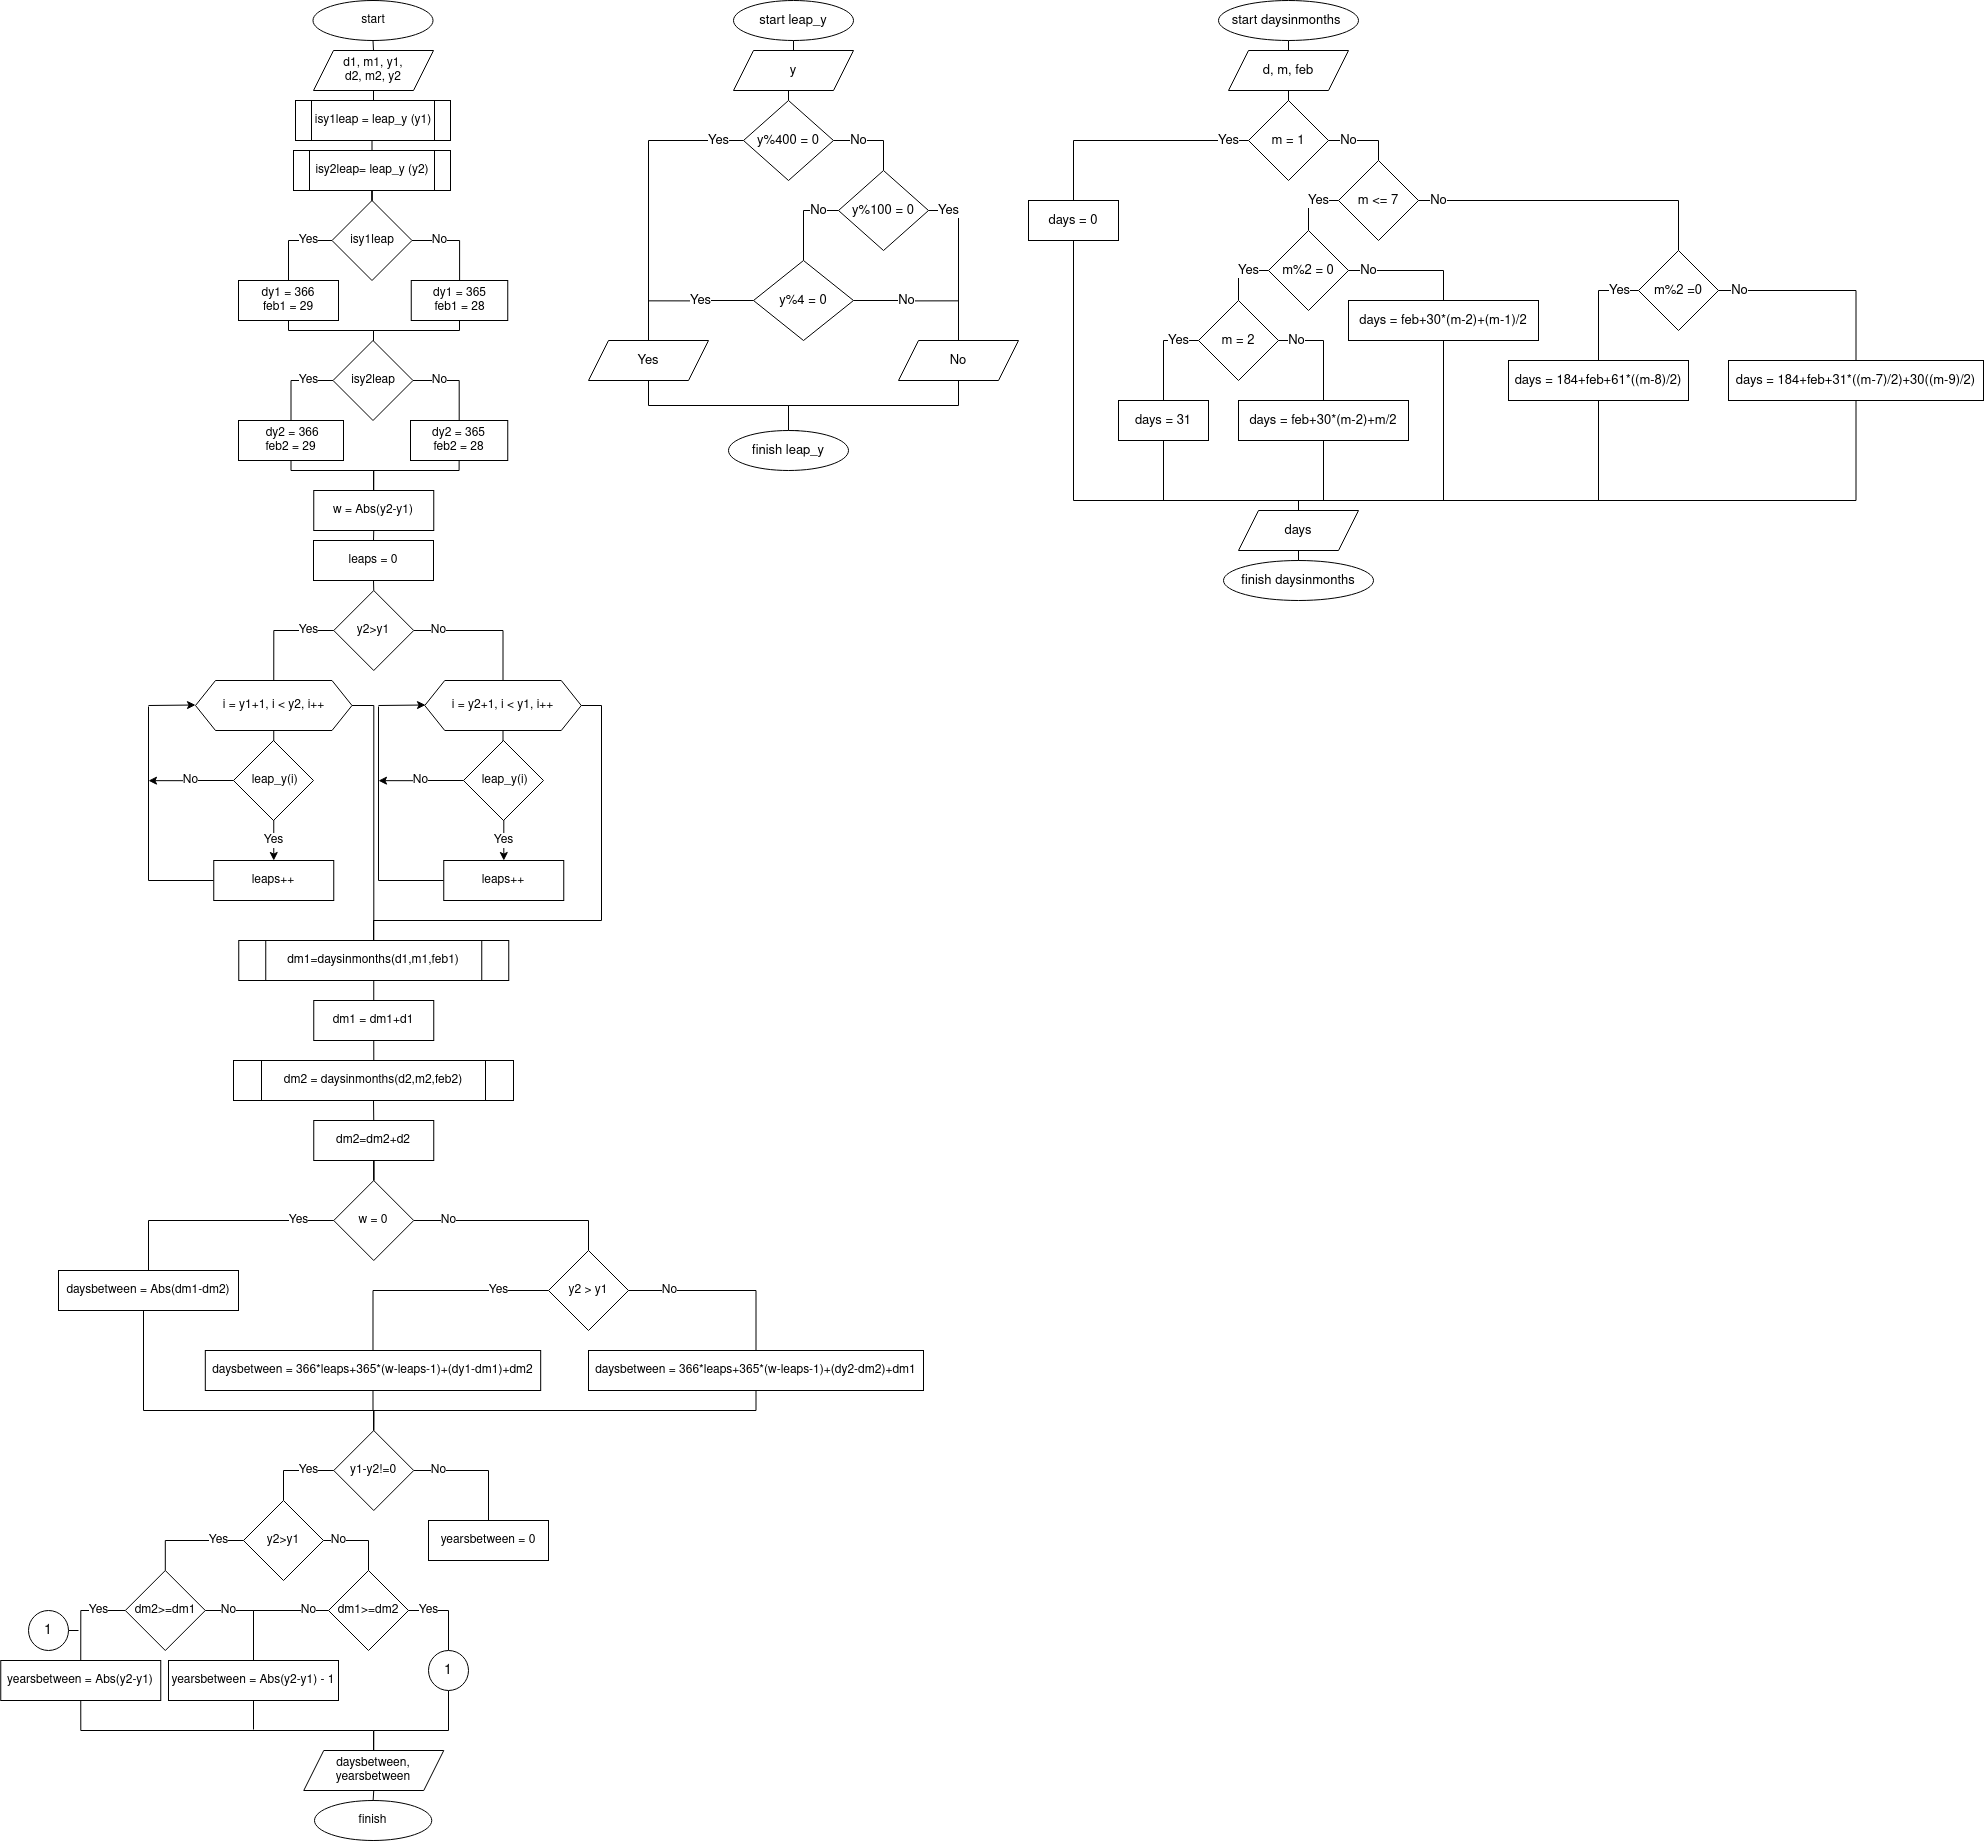 start
d1, m1, y1,
d2, m2, y2
isy1leap = leap_y (y1)
isy2leap= leap_y (y2)
isy1leap
Yes
No
dy1 = 366
feb1 = 29
dy1 = 365
feb1 = 28
isy2leap
Yes
No
dy2 = 366
feb2 = 29
dy2 = 365
feb2 = 28
w = Abs(y2-y1)
leaps = 0
y2>y1
Yes
No
i = y1+1, i < y2, i++
i = y2+1, i < y1, i++
leap_y(i)
No
Yes
leaps++
leap_y(i)
No
Yes
leaps++
dm1=daysinmonths(d1,m1,feb1)
dm1 = dm1+d1
dm2 = daysinmonths(d2,m2,feb2)
dm2=dm2+d2
w = 0
Yes
No
daysbetween = Abs(dm1-dm2)
y2 > y1
Yes
No
daysbetween = 366*leaps+365*(w-leaps-1)+(dy1-dm1)+dm2
daysbetween = 366*leaps+365*(w-leaps-1)+(dy2-dm2)+dm1
y1-y2!=0
Yes
No
yearsbetween = 0
y2>y1
Yes
No
dm2>=dm1
Yes
No
dm1>=dm2
No
Yes
1
1
yearsbetween = Abs(y2-y1)
yearsbetween = Abs(y2-y1) - 1
daysbetween,
yearsbetween
finish
start leap_y
y
y%400 = 0
Yes
No
y%100 = 0
No
Yes
y%4 = 0
Yes
No
Yes
No
finish leap_y
start daysinmonths
d, m, feb
m = 1
Yes
No
days = 0
m <= 7
Yes
No
m%2 = 0
Yes
No
m = 2
Yes
No
days = 31
days = feb+30*(m-2)+m/2
days = feb+30*(m-2)+(m-1)/2
m%2 =0
Yes
No
days = 184+feb+61*((m-8)/2)
days = 184+feb+31*((m-7)/2)+30((m-9)/2)
days
finish daysinmonths